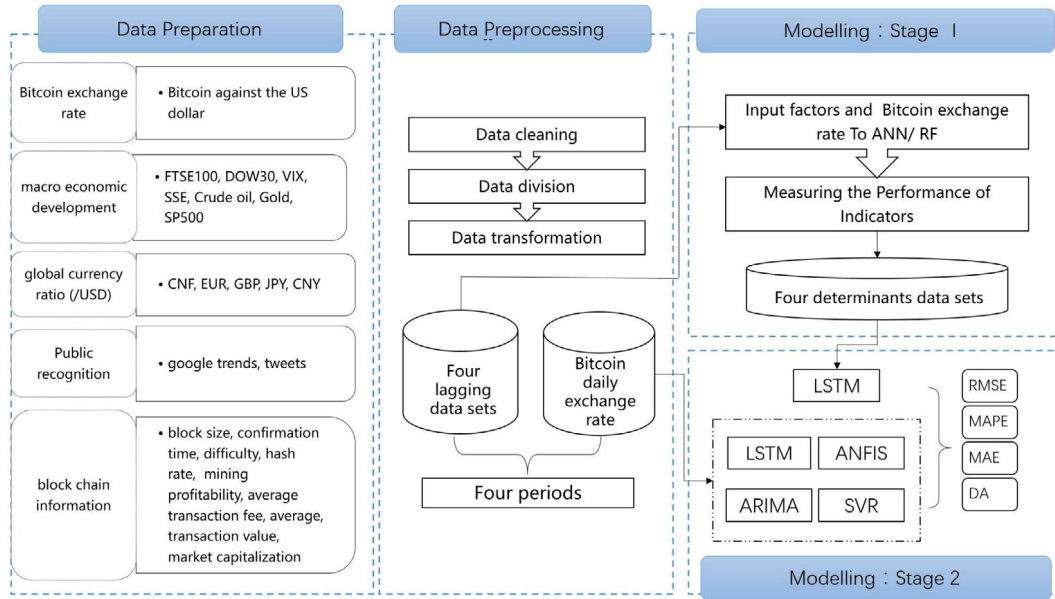 Data Preparation
Bitcoin exchange
rate
• Bitcoin against the US
dollar
macro economic
development
• FTSE100, DOW30, VIX,
SSE, Crude oil, Gold,
SP500
global currency
ratio (/USD)
• CNF, EUR, GBP, JPY, CNY
Public
recognition
• google trends, tweets
block chain
information
• block size, confirmation
time, difficulty, hash
rate, mining
profitability, average
transaction fee, average,
transaction value,
market capitalization
Data Preprocessing
Data cleaning
Data division
Data transformation
Four
lagging
data sets
Bitcoin
daily
exchange
rate
Four periods
Modelling：Stage 1
Input factors and Bitcoin exchange
rate To ANN/ RF
Measuring the Performance of
Indicators
Four determinants data sets
LSTM
LSTM
ANFIS
ARIMA
SVR
RMSE
MAPE
MAE
DA
Modelling：Stage 2